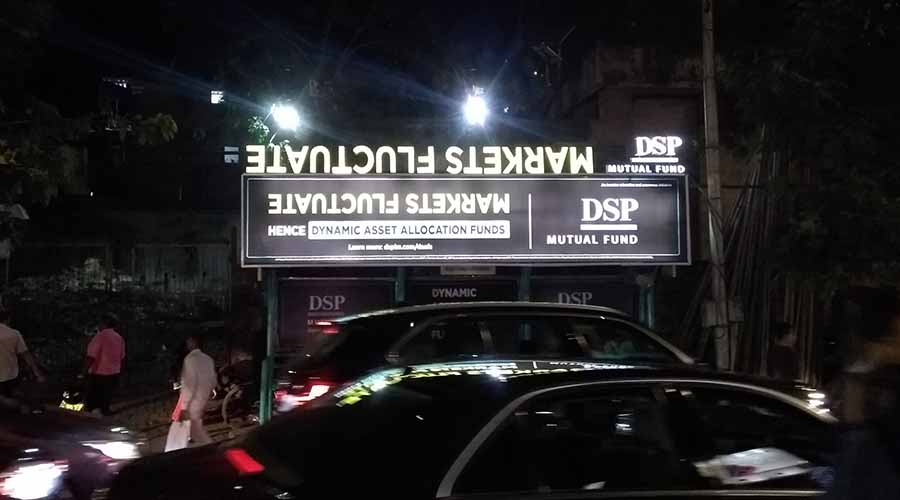 MARKETS FLUCTUATE
DSP
MUTUAL FUND
MARKETS FLUCTUATE
HENCE DYNAMIC ASSET ALLOCATION FUNDS
DSP
MUTUAL FUND
DSP
DYNAMIC
DSP